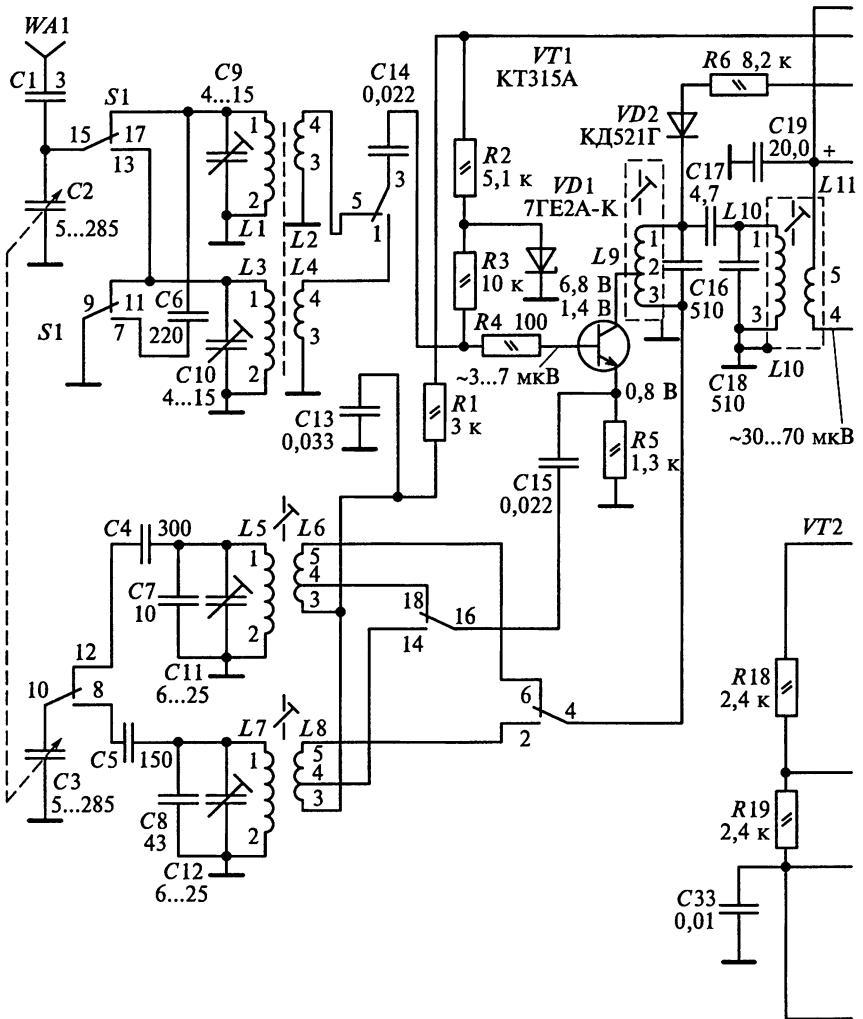 WA1
C1 3
S1
15 17
13
C2
5...285
C9
4...15
1 4
2 3
L1 L2
C14
0,022
3
5 1
VT1
КТ315А
R2
5,1 к
R3
10 к
VD1
7ГЕ2А-К
VD2
КД521Г
R6 8,2 к
C19
20,0 +
C17
4,7
L10
L11
L9
1
2
3
C16
510
1
3
5
4
L10
C18
510
~30...70 мкВ
6,8 В
1,4 В
R4 100
~3...7 мкВ
0,8 В
R5
1,3 к
C15
0,022
R1
3 к
C13
0,033
S1
9 11
7
C6
220
L3 L4
1 4
2 3
C10
4...15
C4 300
L5 L6
1 5
4
3
2
C7
10
C11
6...25
18 16
14
12
10 8
C3
5...285
C5 150
L7 L8
1 5
4
3
2
C8
43
C12
6...25
6 4
2
VT2
R18
2,4 к
R19
2,4 к
C33
0,01